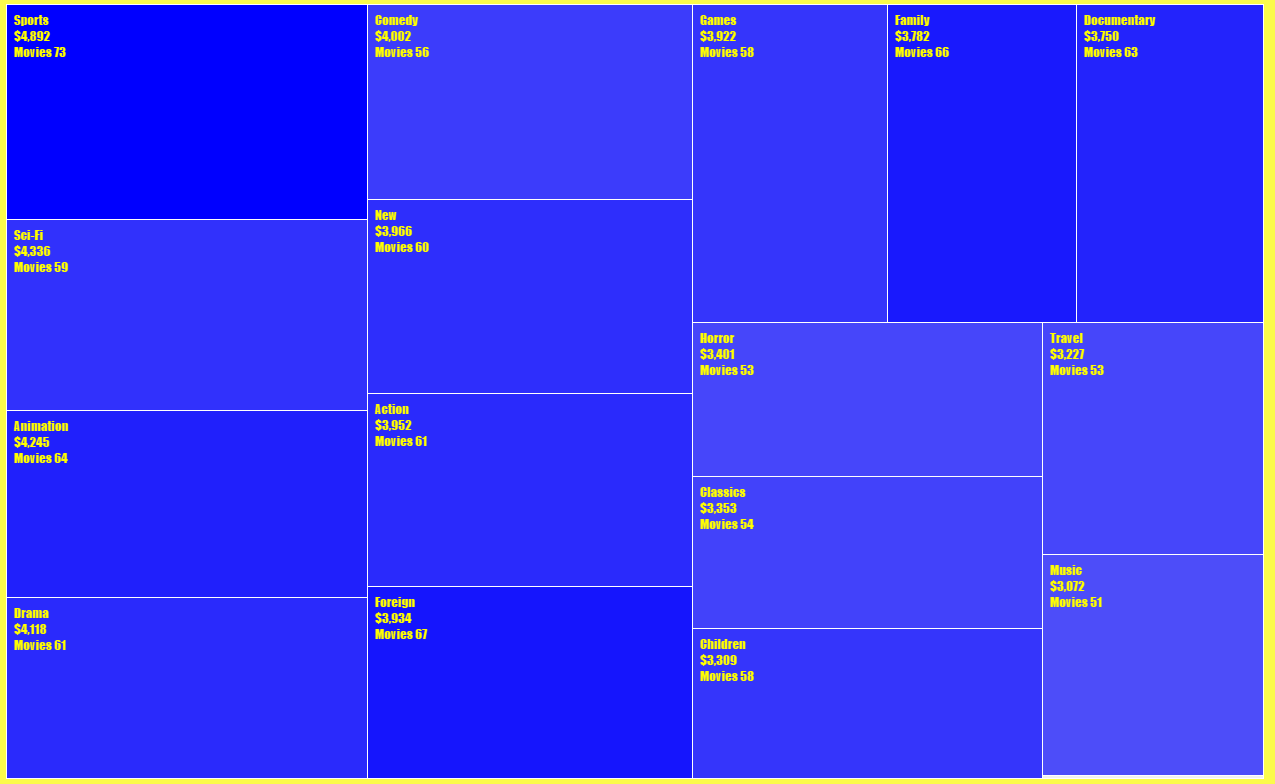 Sports
$4,892
Movies 73
Sci-Fi
$4,336
Movies 59
Animation
$4,245
Movies 64
Drama
$4,118
Movies 61
Comedy
$4,002
Movies 56
New
$3,966
Movies 60
Action
$3,952
Movies 61
Foreign
$3,934
Movies 67
Games
$3,922
Movies 58
Family
$3,782
Movies 66
Documentary
$3,750
Movies 63
Horror
$3,401
Movies 53
Classics
$3,353
Movies 54
Children
$3,309
Movies 58
Travel
$3,227
Movies 53
Music
$3,072
Movies 51